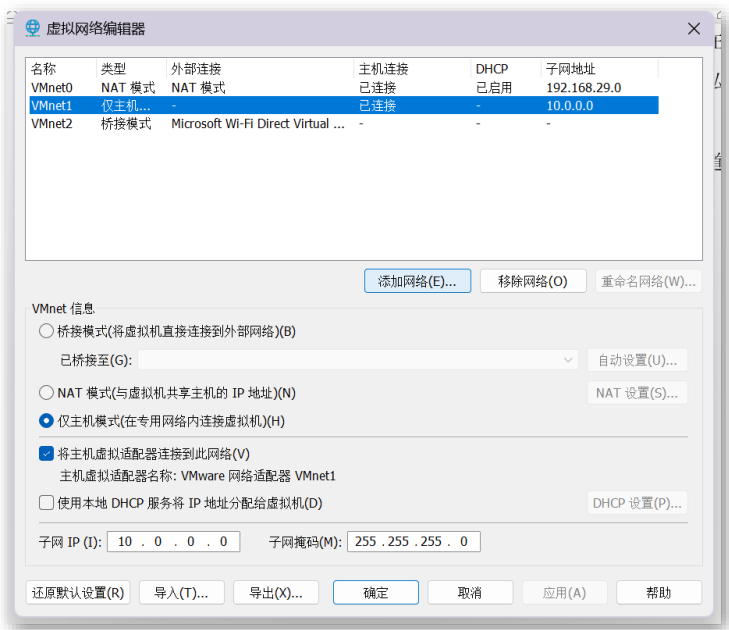 虚拟网络编辑器
名称 类型 外部连接 主机连接 DHCP 子网地址
VMnet0 NAT 模式 NAT 模式 已连接 已启用 192.168.29.0
VMnet1 仅主机... - 已连接 - 10.0.0.0
VMnet2 桥接模式 Microsoft Wi-Fi Direct Virtual ... - - -
添加网络(E)... 移除网络(O) 重命名网络(W)...
VMnet 信息
桥接模式(将虚拟机直接连接到外部网络)(B)
已桥接至(G): 自动设置(U)...
NAT 模式(与虚拟机共享主机的 IP 地址)(N) NAT 设置(S)...
仅主机模式(在专用网络内连接虚拟机)(H)
将主机虚拟适配器连接到此网络(V)
主机虚拟适配器名称: VMware 网络适配器 VMnet1
使用本地 DHCP 服务将 IP 地址分配给虚拟机(D) DHCP 设置(P)...
子网 IP (I): 10 . 0 . 0 . 0 子网掩码(M): 255 . 255 . 255 . 0
还原默认设置(R) 导入(T)... 导出(X)... 确定 取消 应用(A) 帮助